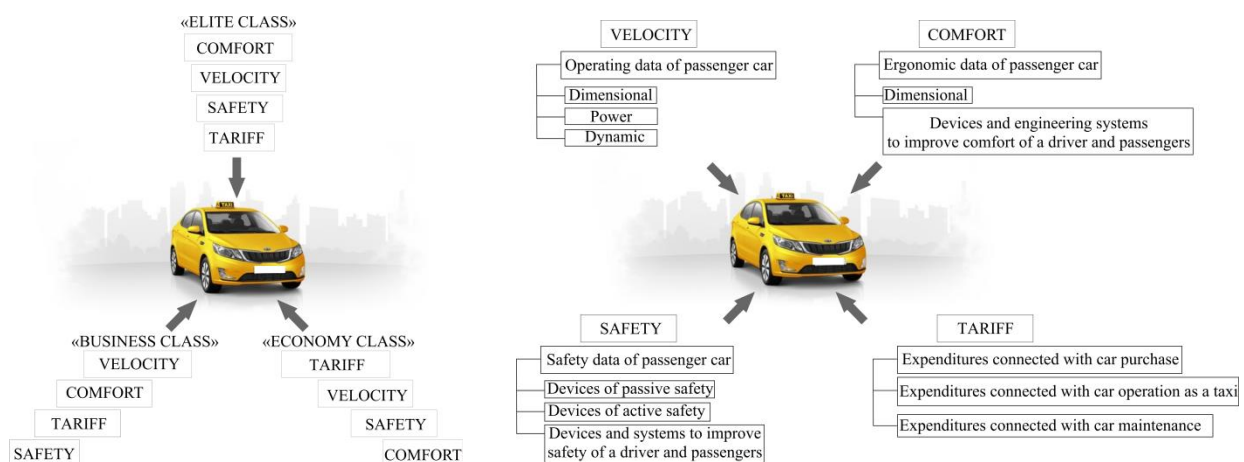 «ELITE CLASS»
COMFORT
VELOCITY
SAFETY
TARIFF
TAXI
«BUSINESS CLASS»
VELOCITY
COMFORT
TARIFF
SAFETY
«ECONOMY CLASS»
TARIFF
VELOCITY
SAFETY
COMFORT
VELOCITY
Operating data of passenger car
Dimensional
Power
Dynamic
COMFORT
Ergonomic data of passenger car
Dimensional
Devices and engineering systems
to improve comfort of a driver and passengers
TAXI
SAFETY
Safety data of passenger car
Devices of passive safety
Devices of active safety
Devices and systems to improve
safety of a driver and passengers
TARIFF
Expenditures connected with car purchase
Expenditures connected with car operation as a taxi
Expenditures connected with car maintenance